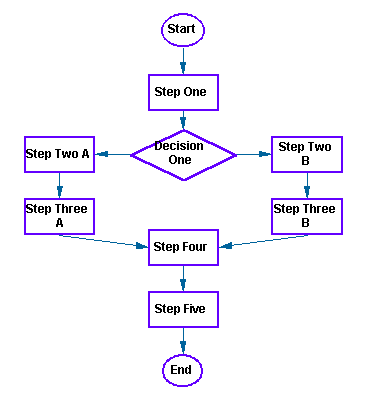 Start
Step One
Decision
One
Step Two A
Step Two
B
Step Three
A
Step Three
B
Step Four
Step Five
End